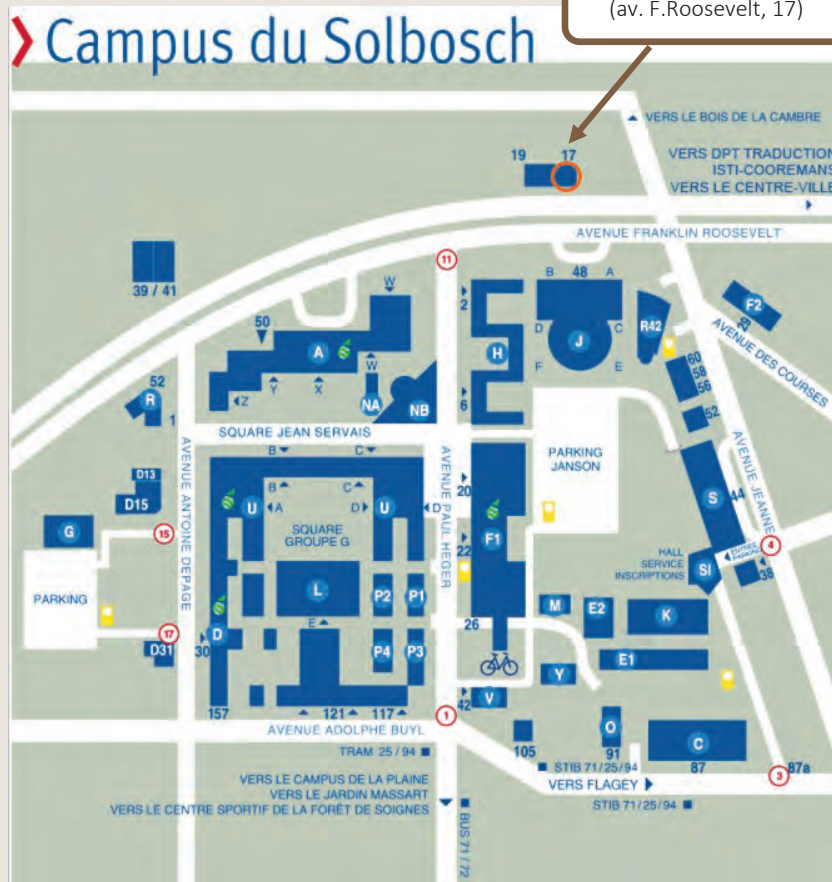 (av. F.Roosevelt, 17)
Campus du Solbosch
VERS LE BOIS DE LA CAMBRE
19 17
VERS DPT TRADUCTION
ISTI-COOREMANS
VERS LE CENTRE-VILLE
AVENUE FRANKLIN ROOSEVELT
11
39 / 41
W
2
B 48 A
F2
29
50
A
H
D
J
C
R42
AVENUE DES COURSES
W
F
E
60
58
56
52
R
1
Z
Y
X
NA
NB
6
52
SQUARE JEAN SERVAIS
B
C
PARKING
JANSON
AVENUE ANTOINE DEPAGE
AVENUE PAUL HEGER
AVENUE JEANNE
D13
D15
B
C
20
S
44
U
A
D
U
D
G
15
SQUARE
GROUPE G
22
F1
4
ENTRÉE
PARKING
HALL
SERVICE
INSCRIPTIONS
SI
38
PARKING
L
P2
P1
M
E2
K
17
D
30
E
26
D31
P4
P3
E1
Y
V
42
157
121
117
1
O
C
AVENUE ADOLPHE BUYL
105
91
87
87a
TRAM 25 / 94
STIB 71/25/94
3
VERS LE CAMPUS DE LA PLAINE
VERS LE JARDIN MASSART
VERS LE CENTRE SPORTIF DE LA FORÊT DE SOIGNES
VERS FLAGEY
STIB 71/25/94
BUS 71 / 72